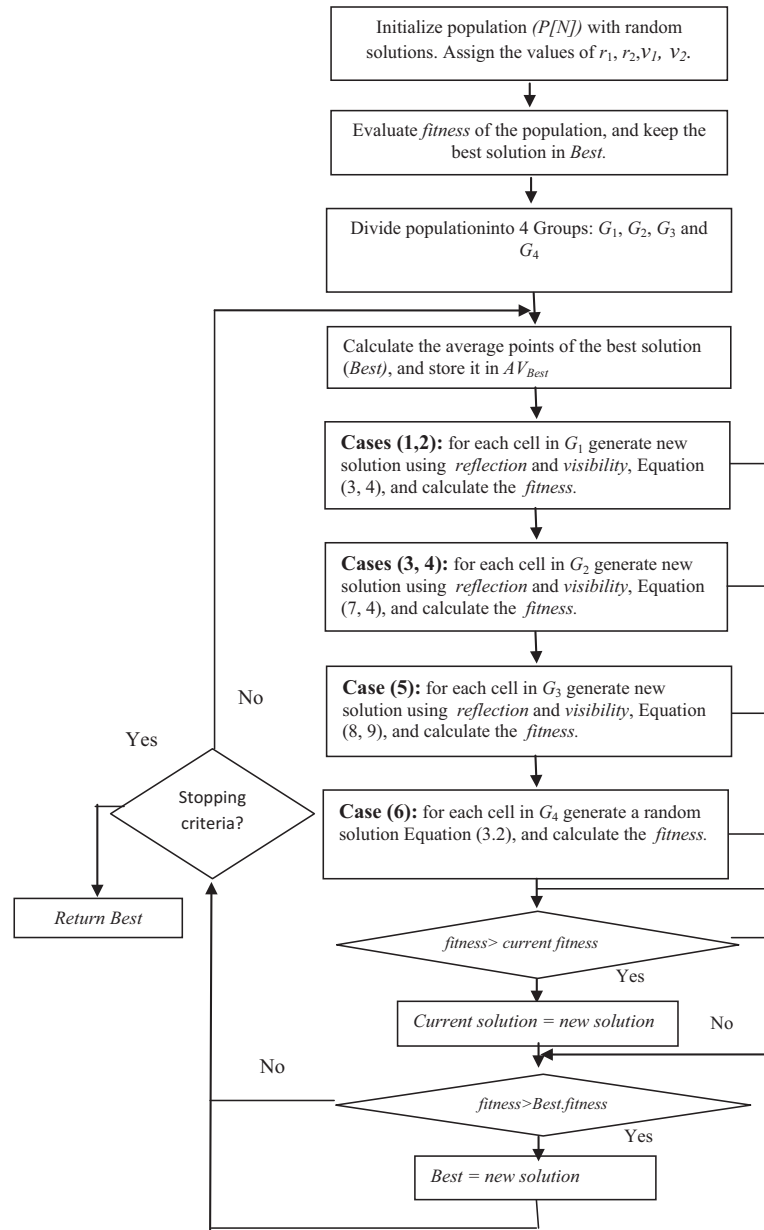 Initialize population (P[N]) with random
solutions. Assign the values of r1, r2,v1, v2.
Evaluate fitness of the population, and keep the
best solution in Best.
Divide populationinto 4 Groups: G1, G2, G3 and
G4
Calculate the average points of the best solution
(Best), and store it in AVBest
Cases (1,2): for each cell in G1 generate new
solution using reflection and visibility, Equation
(3, 4), and calculate the fitness.
Cases (3, 4): for each cell in G2 generate new
solution using reflection and visibility, Equation
(7, 4), and calculate the fitness.
No
Case (5): for each cell in G3 generate new
solution using reflection and visibility, Equation
(8, 9), and calculate the fitness.
Yes
Stopping
criteria?
Case (6): for each cell in G4 generate a random
solution Equation (3.2), and calculate the fitness.
Return Best
fitness> current fitness
Yes
Current solution = new solution
No
No
fitness>Best.fitness
Yes
Best = new solution